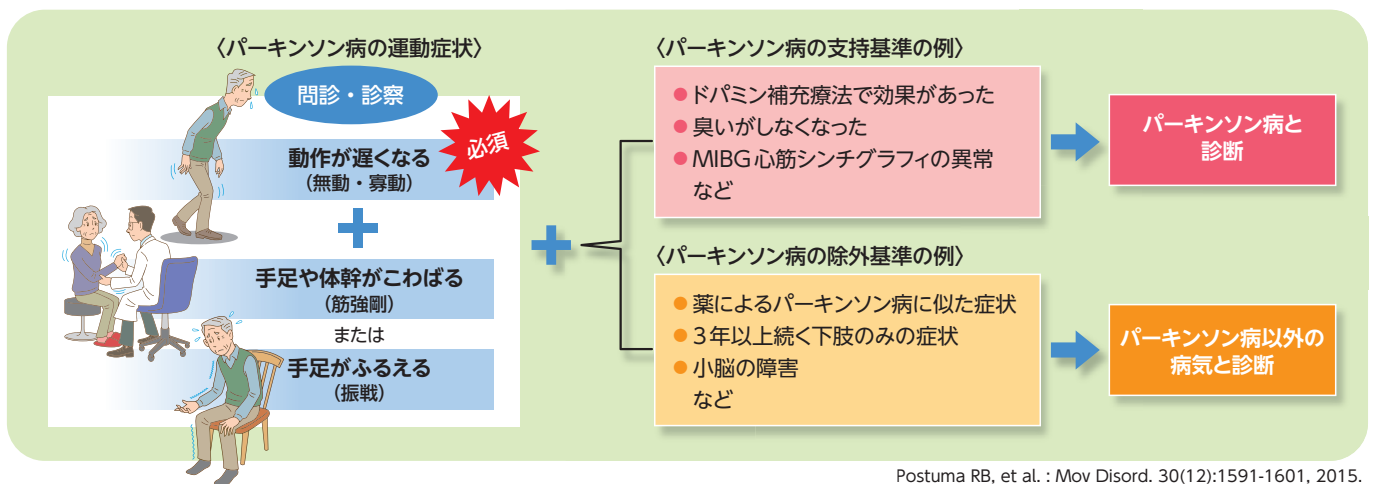 〈パーキンソン病の運動症状〉
問診・診察
動作が遅くなる
(無動・寡動)
必須
+
手足や体幹がこわばる
(筋強剛)
または
手足がふるえる
(振戦)
+
〈パーキンソン病の支持基準の例〉
●ドパミン補充療法で効果があった
●臭いがしなくなった
●MIBG心筋シンチグラフィの異常
など
パーキンソン病と
診断
〈パーキンソン病の除外基準の例〉
●薬によるパーキンソン病に似た症状
●3年以上続く下肢のみの症状
●小脳の障害
など
パーキンソン病以外の
病気と診断
Postuma RB, et al. : Mov Disord. 30(12):1591-1601, 2015.